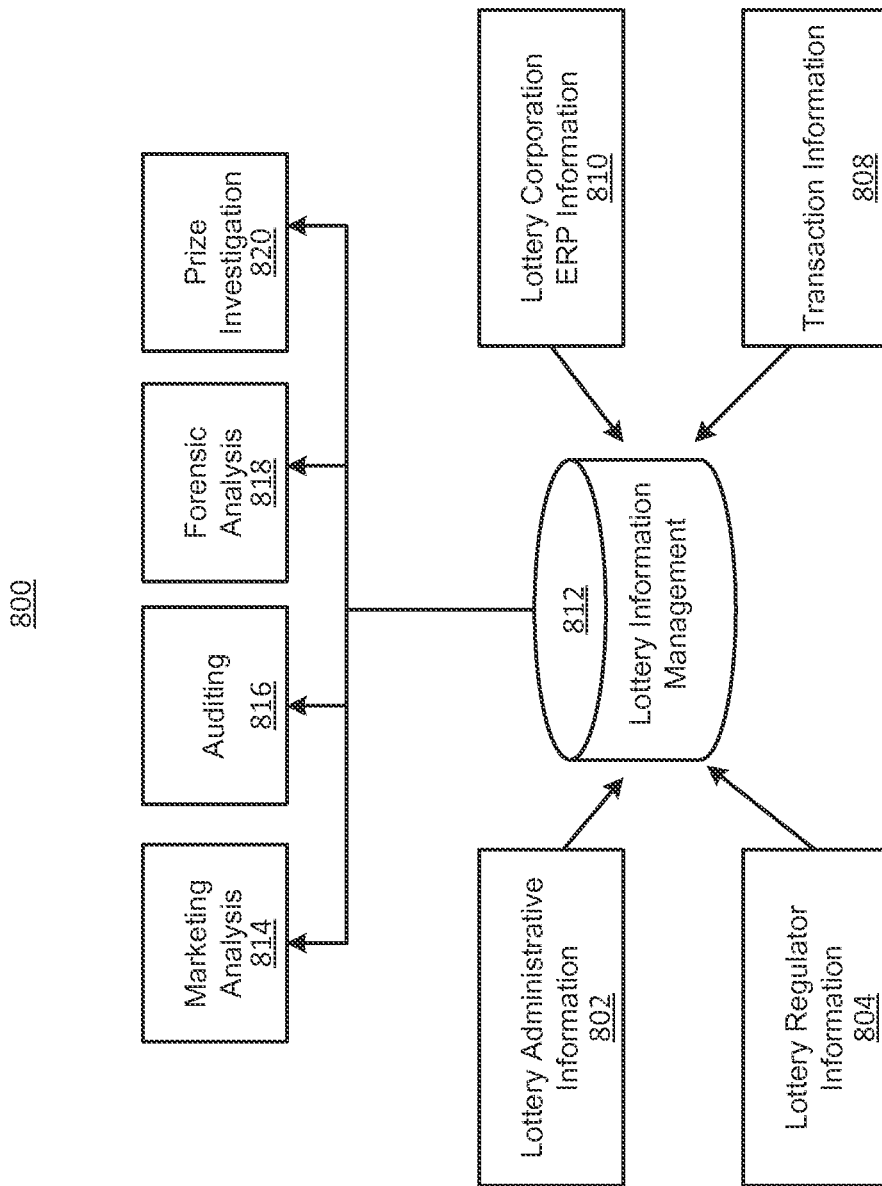 800
Marketing
Analysis
814
Auditing
816
Forensic
Analysis
818
Prize
Investigation
820
812
Lottery Information
Management
Lottery Administrative
Information
802
Lottery Corporation
ERP Information
810
Lottery Regulator
Information
804
Transaction Information
808